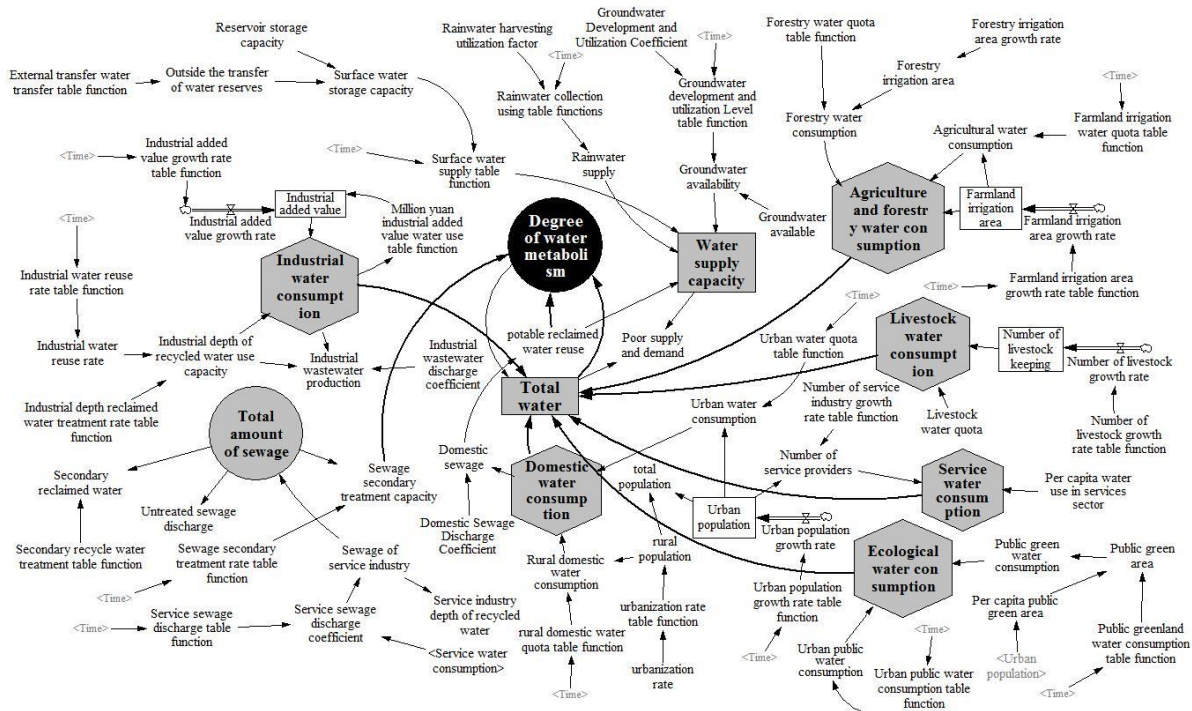 Reservoir storage
capacity
External transfer water
transfer table function
Outside the transfer
of water reserves
Surface water
storage capacity
Rainwater harvesting
utilization factor
<Time>
Rainwater collection
using table functions
Rainwater
supply
Groundwater
Development and
Utilization Coefficient
<Time>
Groundwater
development and
utilization Level
table function
Groundwater
availability
Groundwater
available
Forestry water quota
table function
Forestry irrigation
area growth rate
Forestry
irrigation area
Forestry water
consumption
Agricultural water
consumption
<Time>
Farmland irrigation
water quota table
function
<Time>
Industrial added
value growth rate
table function
<Time>
Surface water
supply table
function
Industrial
added value
Industrial added
value growth rate
Million yuan
industrial added
value water use
table function
Degree
of water
metaboli
sm
Water
supply
capacity
Agriculture
and forestr
y water con
sumption
Farmland
irrigation
area
Farmland
irrigation area growth
rate
<Time>
Farmland irrigation area
growth rate table function
<Time>
Industrial water reuse
rate table function
Industrial water
reuse rate
Industrial
water
consumpt
ion
Industrial depth of
recycled water use
capacity
Industrial
wastewater
production
Industrial
wastewater
discharge
coefficient
Industrial depth reclaimed
water treatment rate table
function
potable reclaimed
water reuse
Poor supply
and demand
<Time>
Urban water quota
table function
Livestock
water
consumpt
ion
Number of
livestock
keeping
Number of livestock
growth rate
Number of
livestock growth
rate table function
Livestock
water quota
Total
water
Total
amount
of sewage
Urban water
consumption
Number of service
industry growth
rate table function
Number of
service providers
Service
water
consum
ption
Per capita water
use in services
sector
Secondary
reclaimed water
Untreated sewage
discharge
Sewage
secondary
treatment capacity
Domestic
sewage
Domestic
water
consump
tion
total
population
Urban
population
Urban population
growth rate
Domestic Sewage
Discharge
Coefficient
Secondary recycle water
treatment table function
Sewage secondary
treatment rate table
function
<Time>
Sewage of
service industry
Rural domestic
water
consumption
rural
population
Urban population
growth rate table
function
<Time>
Ecological
water con
sumption
Public green
water
consumption
Public green
area
Per capita public
green area
<Urban
population>
Public greenland
water consumption
table function
<Time>
<Time>
Service sewage
discharge table
function
Service sewage
discharge
coefficient
Service industry
depth of recycled
water
<Service water
consumption>
rural domestic water
quota table function
<Time>
urbanization rate
table function
urbanization
rate
Urban public
water
consumption
<Time>
Urban public water
consumption table
function